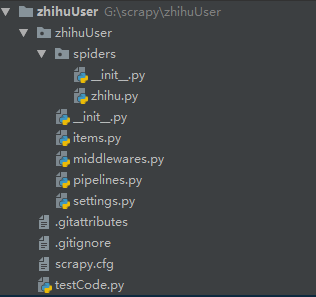 zhihuUser G:\scrapy\zhihuUser
zhihuUser
spiders
__init__.py
zhihu.py
__init__.py
items.py
middlewares.py
pipelines.py
settings.py
.gitattributes
.gitignore
scrapy.cfg
testCode.py